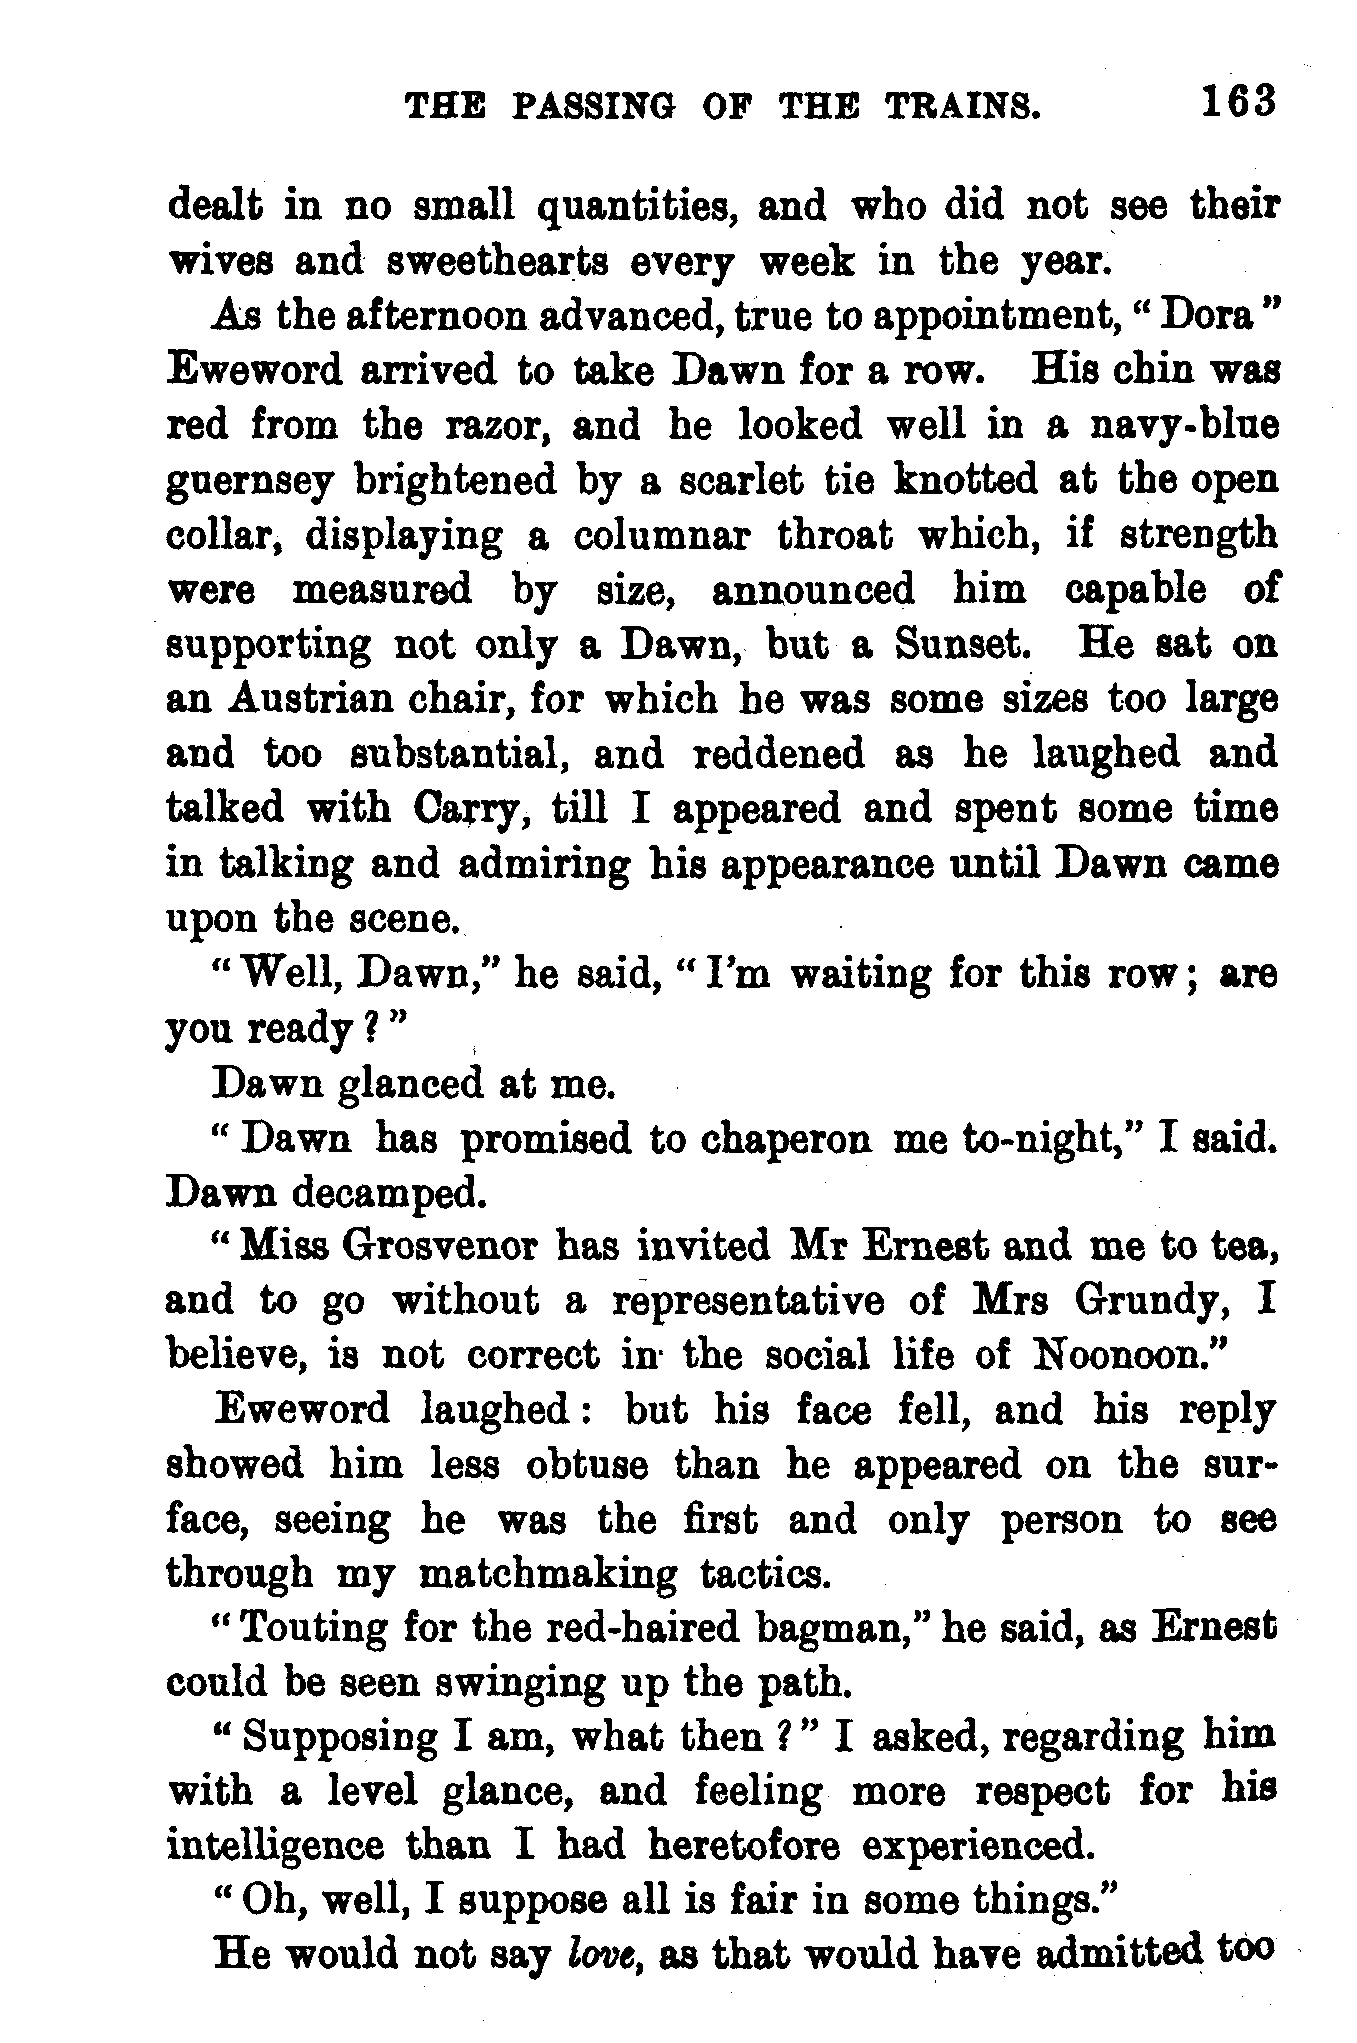 THE PASSING OF THE TRAINS. 163
dealt in no small quantities, and who did not see their
wives and sweethearts every week in the year.
As the afternoon advanced, true to appointment, “Dora”
Eweword arrived to take Dawn for a row. His chin was
red from the razor, and he looked well in a navy-blue
guernsey brightened by a scarlet tie knotted at the open
collar, displaying a columnar throat which, if strength
were measured by size, announced him capable of
supporting not only a Dawn, but a Sunset. He sat on
an Austrian chair, for which he was some sizes too large
and too substantial, and reddened as he laughed and
talked with Carry, till I appeared and spent some time
in talking and admiring his appearance until Dawn came
upon the scene.
“Well, Dawn,” he said, “I’m waiting for this row; are
you ready?”
Dawn glanced at me.
“Dawn has promised to chaperon me to-night,” I said.
Dawn decamped.
“Miss Grosvenor has invited Mr Ernest and me to tea,
and to go without a representative of Mrs Grundy, I
believe, is not correct in the social life of Noonoon.”
Eweword laughed: but his face fell, and his reply
showed him less obtuse than he appeared on the sur-
face, seeing he was the first and only person to see
through my matchmaking tactics.
“Touting for the red-haired bagman,” he said, as Ernest
could be seen swinging up the path.
“Supposing I am, what then?” I asked, regarding him
with a level glance, and feeling more respect for his
intelligence than I had heretofore experienced.
“Oh, well, I suppose all is fair in some things.”
He would not say love, as that would have admitted too